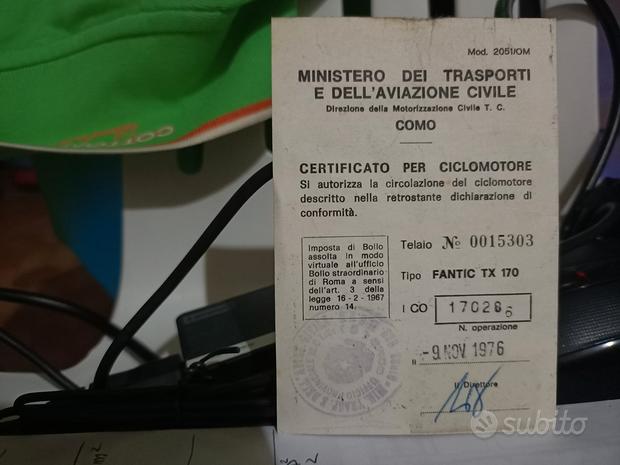 Mod. 2051/OM
MINISTERO DEI TRASPORTI
E DELL'AVIAZIONE CIVILE
Direzione della Motorizzazione Civile T. C.
COMO
CERTIFICATO PER CICLOMOTORE
Si autorizza la circolazione del ciclomotore
descritto nella retrostante dichiarazione di
conformità.
Imposta di Bollo
assolta in modo
virtuale all'ufficio
Bollo straordinario
di Roma a sensi
dell'art. 3 della
legge 16-2-1967
numero 14.
Telaio № 0015303
Tipo FANTIC TX 170
I CO 170286
N. operazione
lì -9 NOV 1976
Il Direttore
subito